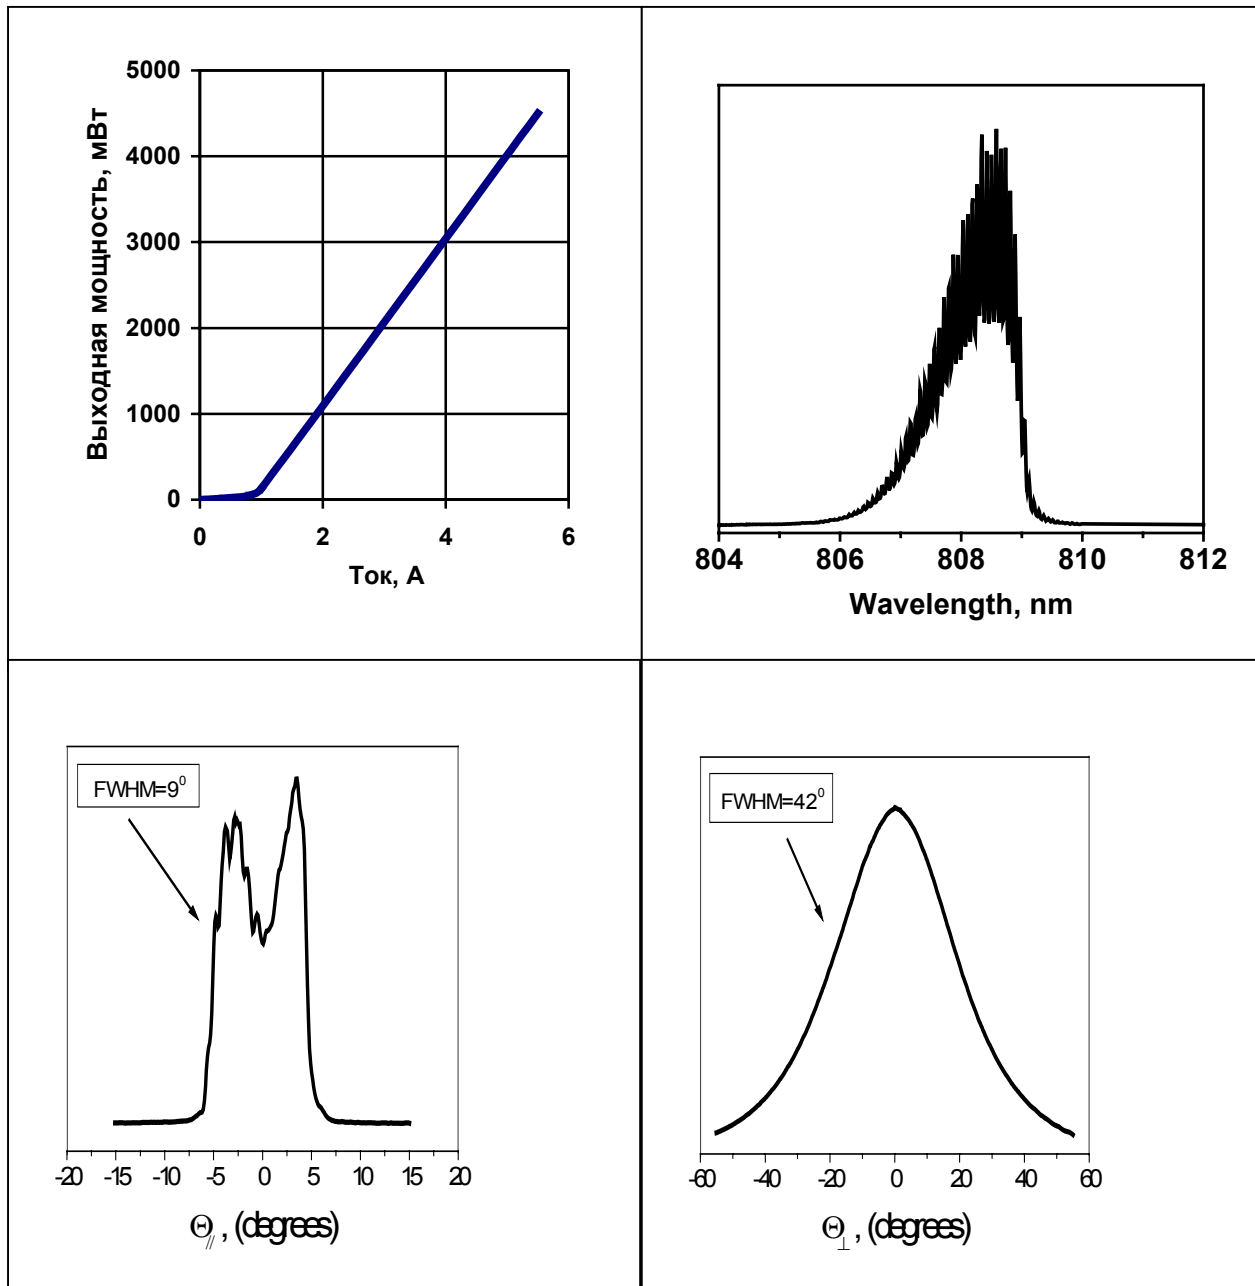 5000
4000
3000
2000
1000
0
Выходная мощность, мВт
0 2 4 6
Ток, А
804 806 808 810 812
Wavelength, nm
FWHM=9⁰
-20 -15 -10 -5 0 5 10 15 20
Θ//, (degrees)
FWHM=42⁰
-60 -40 -20 0 20 40 60
Θ⊥, (degrees)